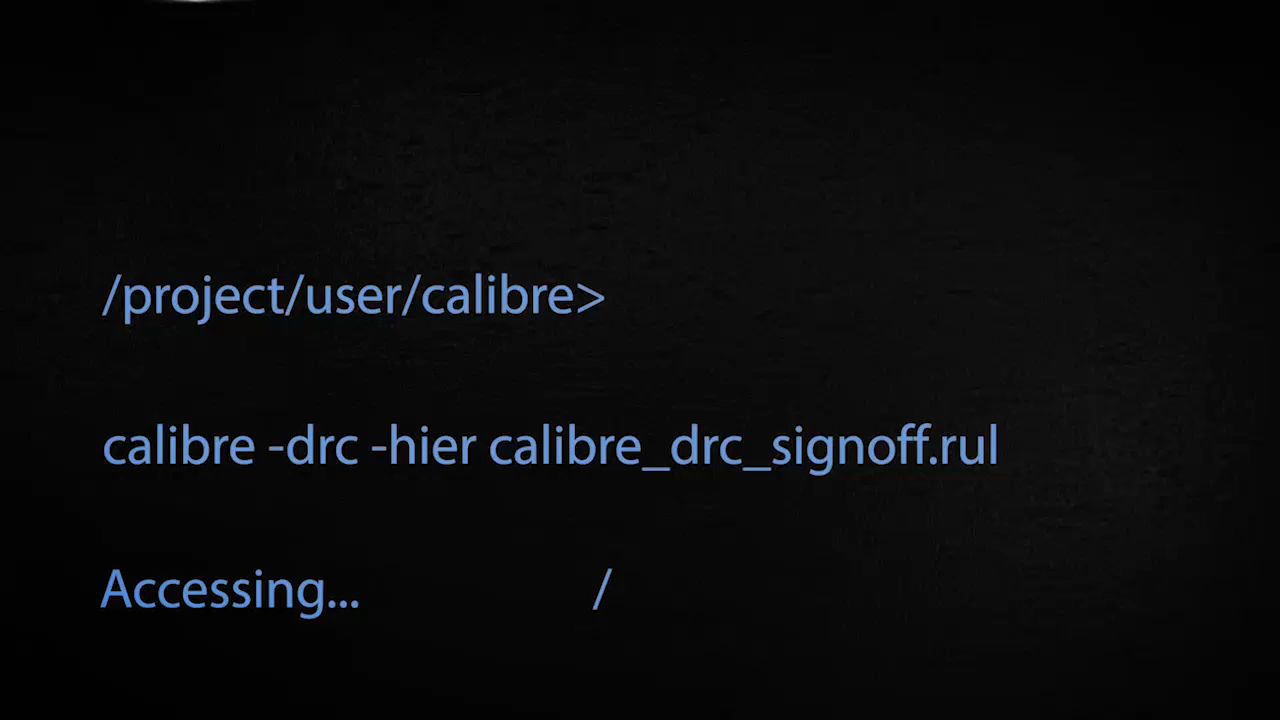 /project/user/calibre>
calibre -drc -hier calibre_drc_signoff.rul
Accessing... /